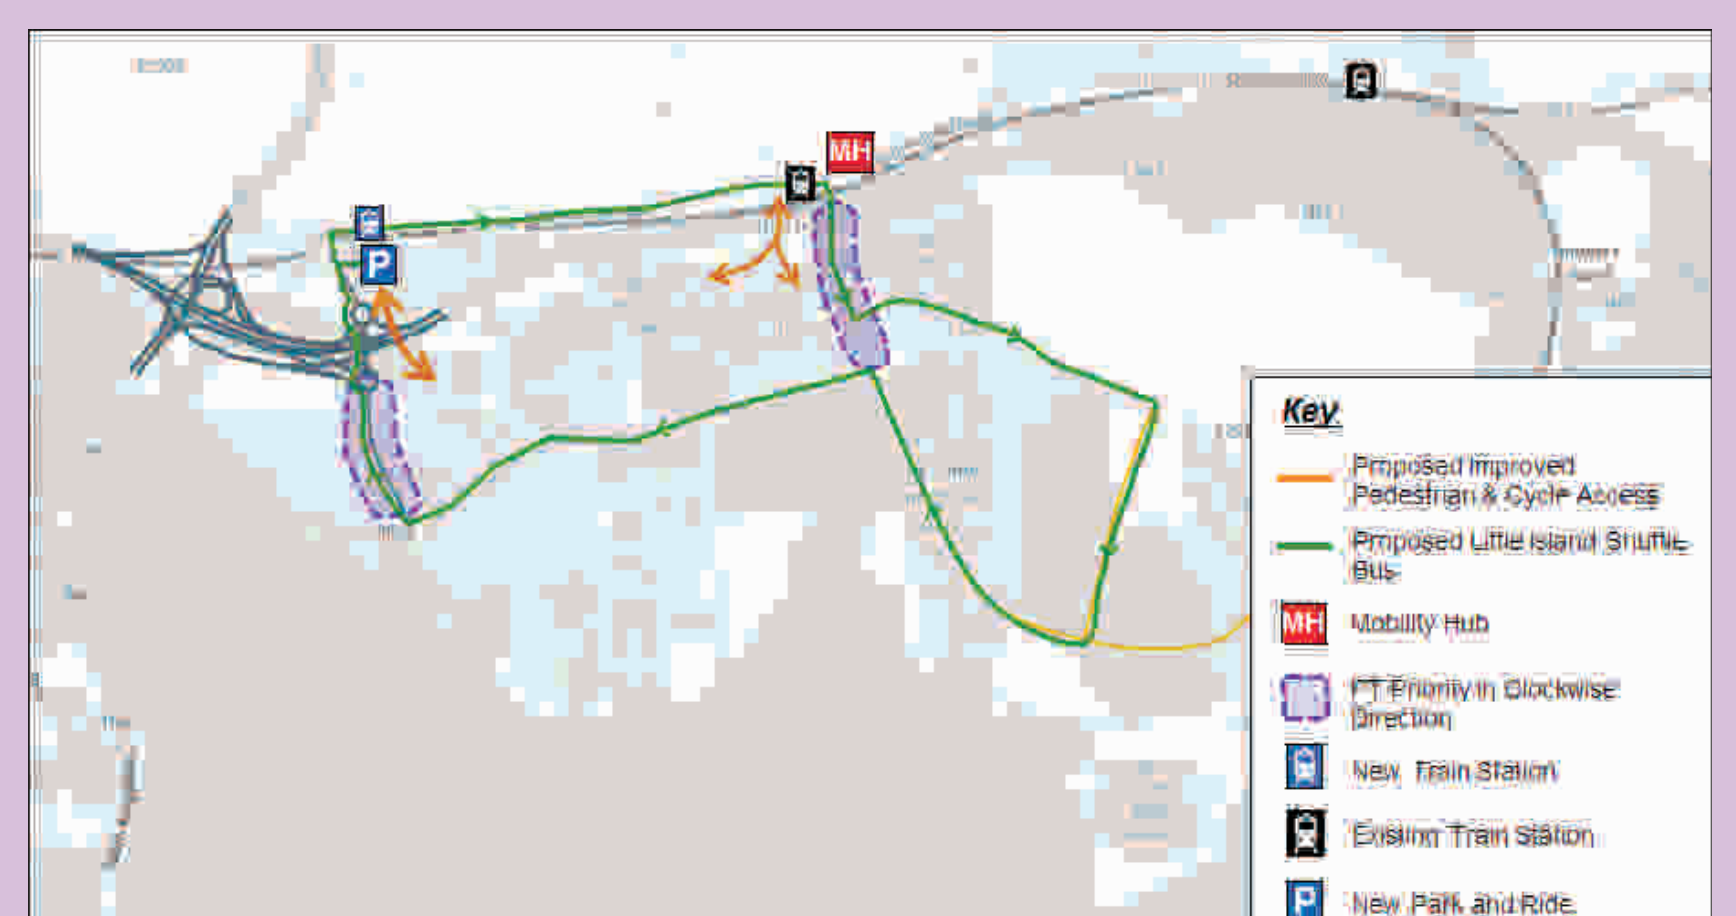 MH
P
Key
Proposed Improved
Pedestrian & Cycle Access
Proposed Little Island Shuttle
Bus
MH Mobility Hub
PT Priority in Clockwise
Direction
New Train Station
Existing Train Station
P New Park and Ride